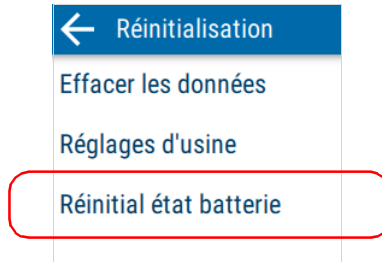 Réinitialisation
Effacer les données
Réglages d'usine
Réinitial état batterie